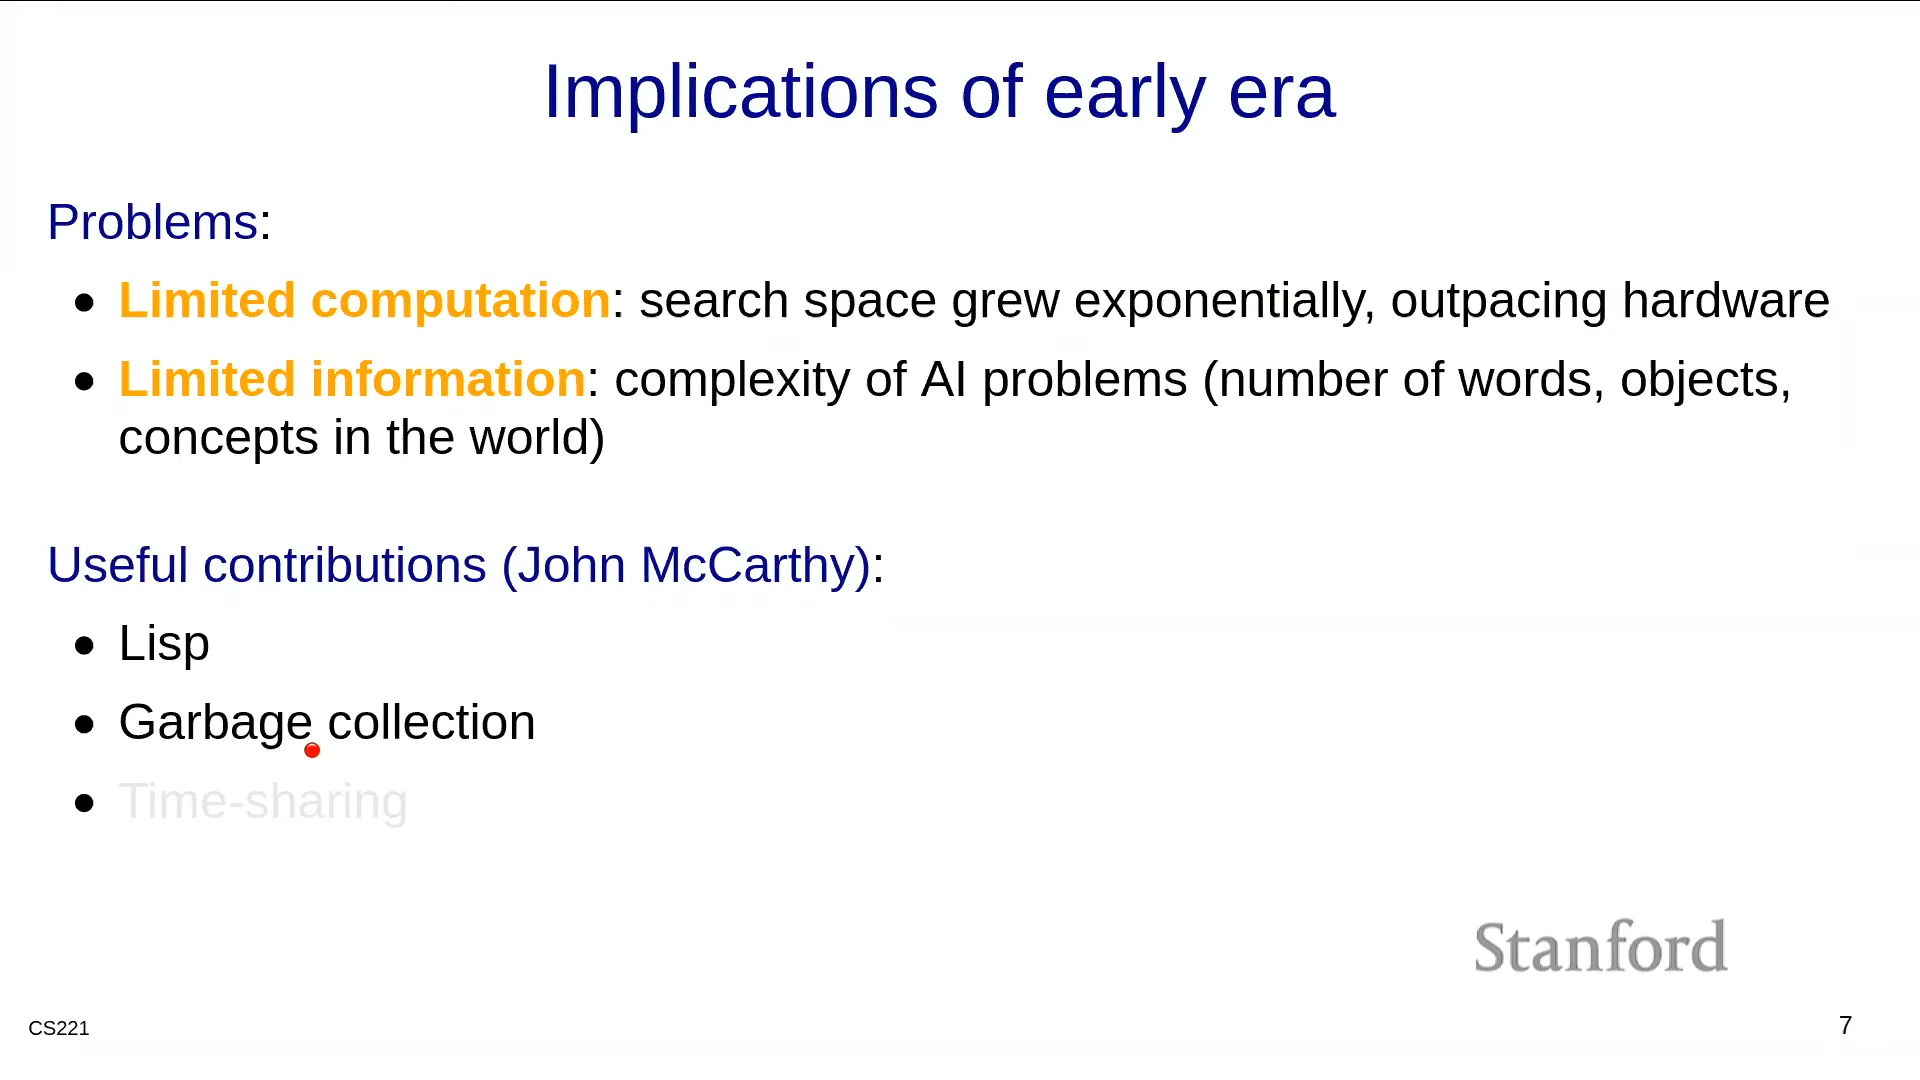 Implications of early era
Problems:
• Limited computation: search space grew exponentially, outpacing hardware
• Limited information: complexity of AI problems (number of words, objects,
concepts in the world)
Useful contributions (John McCarthy):
• Lisp
• Garbage collection
• Time-sharing
Stanford
CS221
7